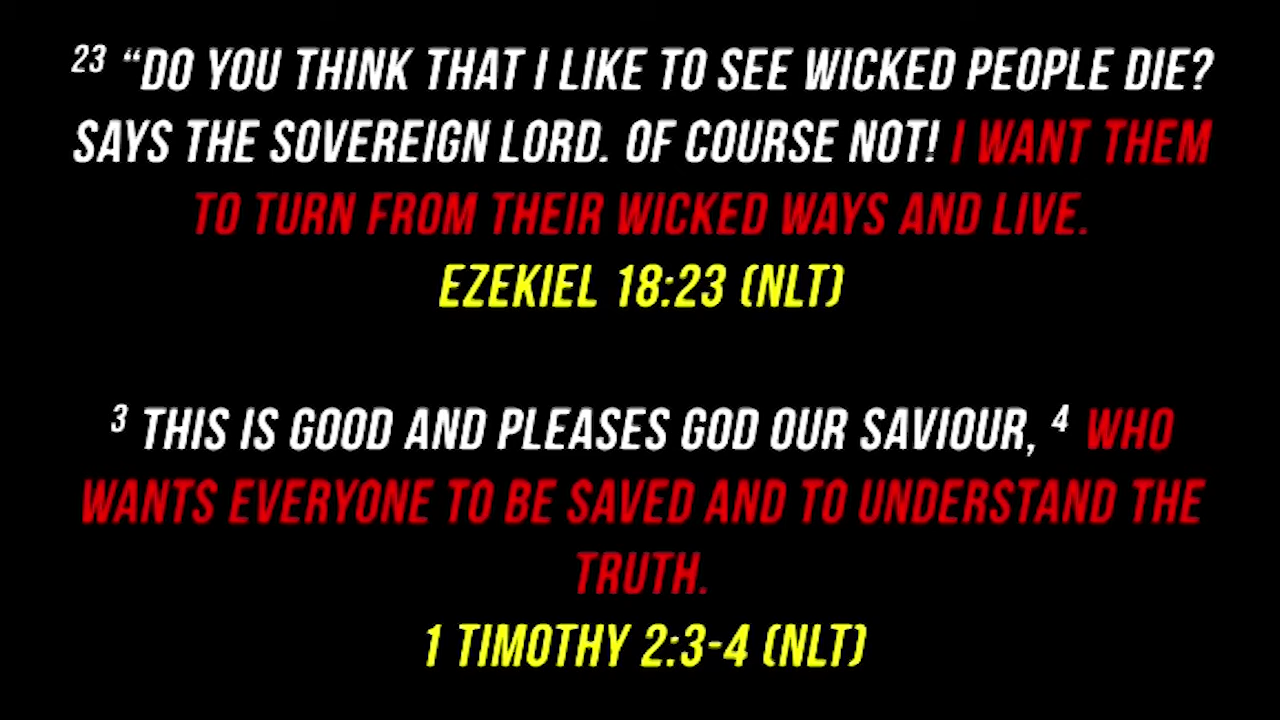 23 “DO YOU THINK THAT I LIKE TO SEE WICKED PEOPLE DIE?
SAYS THE SOVEREIGN LORD. OF COURSE NOT! I WANT THEM
TO TURN FROM THEIR WICKED WAYS AND LIVE.
EZEKIEL 18:23 (NLT)
3 THIS IS GOOD AND PLEASES GOD OUR SAVIOUR, 4 WHO
WANTS EVERYONE TO BE SAVED AND TO UNDERSTAND THE
TRUTH.
1 TIMOTHY 2:3-4 (NLT)